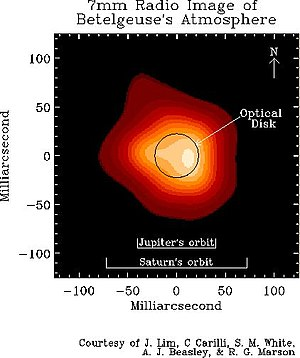 7mm Radio Image of
Betelgeuse's Atmosphere
100
50
0
−50
−100
Milliarcsecond
N
Optical
Disk
Jupiter's orbit
Saturn's orbit
−100 −50 0 50 100
Milliarcsecond
Courtesy of J. Lim, C Carilli, S. M. White,
A. J. Beasley, & R. G. Marson